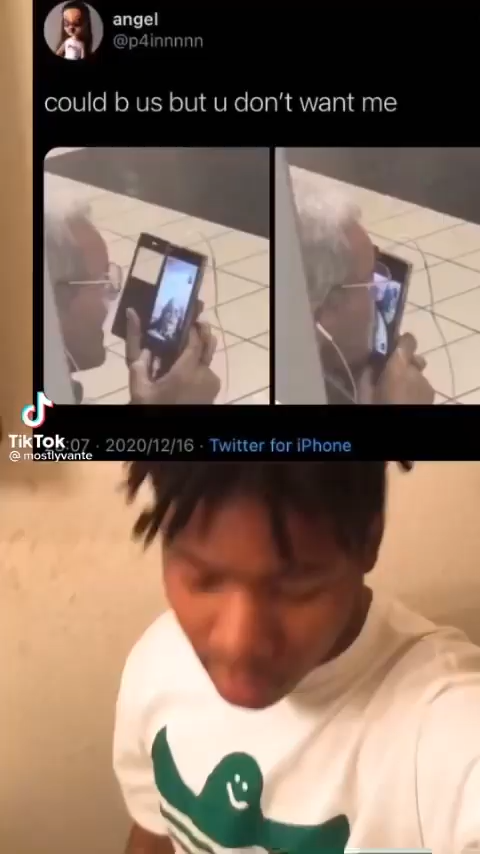 angel
@p4innnnn
could b us but u don't want me
:07 · 2020/12/16 · Twitter for iPhone
TikTok
@mostlyvante